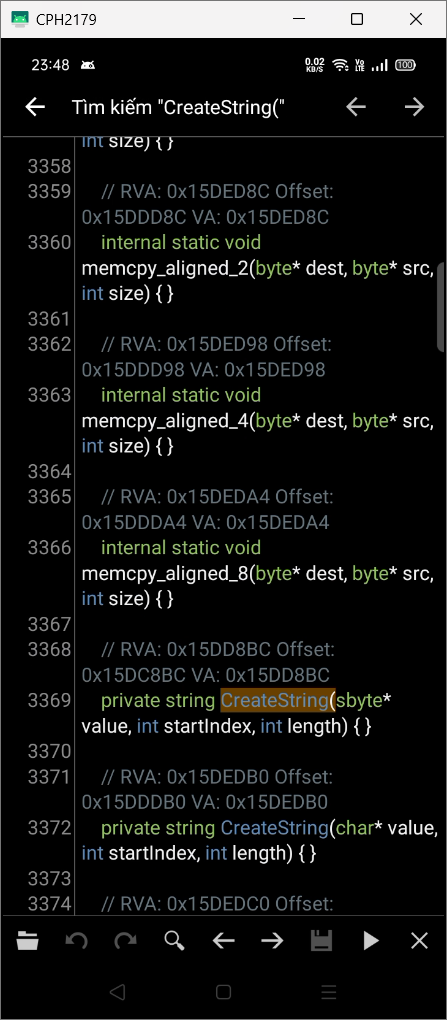 CPH2179
23:48
0.02
KB/S
Vo
LTE
100
Tìm kiếm "CreateString("
int size) { }
3358
3359 // RVA: 0x15DED8C Offset:
0x15DDD8C VA: 0x15DED8C
3360 internal static void
memcpy_aligned_2(byte* dest, byte* src,
int size) { }
3361
3362 // RVA: 0x15DED98 Offset:
0x15DDD98 VA: 0x15DED98
3363 internal static void
memcpy_aligned_4(byte* dest, byte* src,
int size) { }
3364
3365 // RVA: 0x15DEDA4 Offset:
0x15DDDA4 VA: 0x15DEDA4
3366 internal static void
memcpy_aligned_8(byte* dest, byte* src,
int size) { }
3367
3368 // RVA: 0x15DD8BC Offset:
0x15DC8BC VA: 0x15DD8BC
3369 private string CreateString(sbyte*
value, int startIndex, int length) { }
3370
3371 // RVA: 0x15DEDB0 Offset:
0x15DDDB0 VA: 0x15DEDB0
3372 private string CreateString(char* value,
int startIndex, int length) { }
3373
3374 // RVA: 0x15DEDC0 Offset: